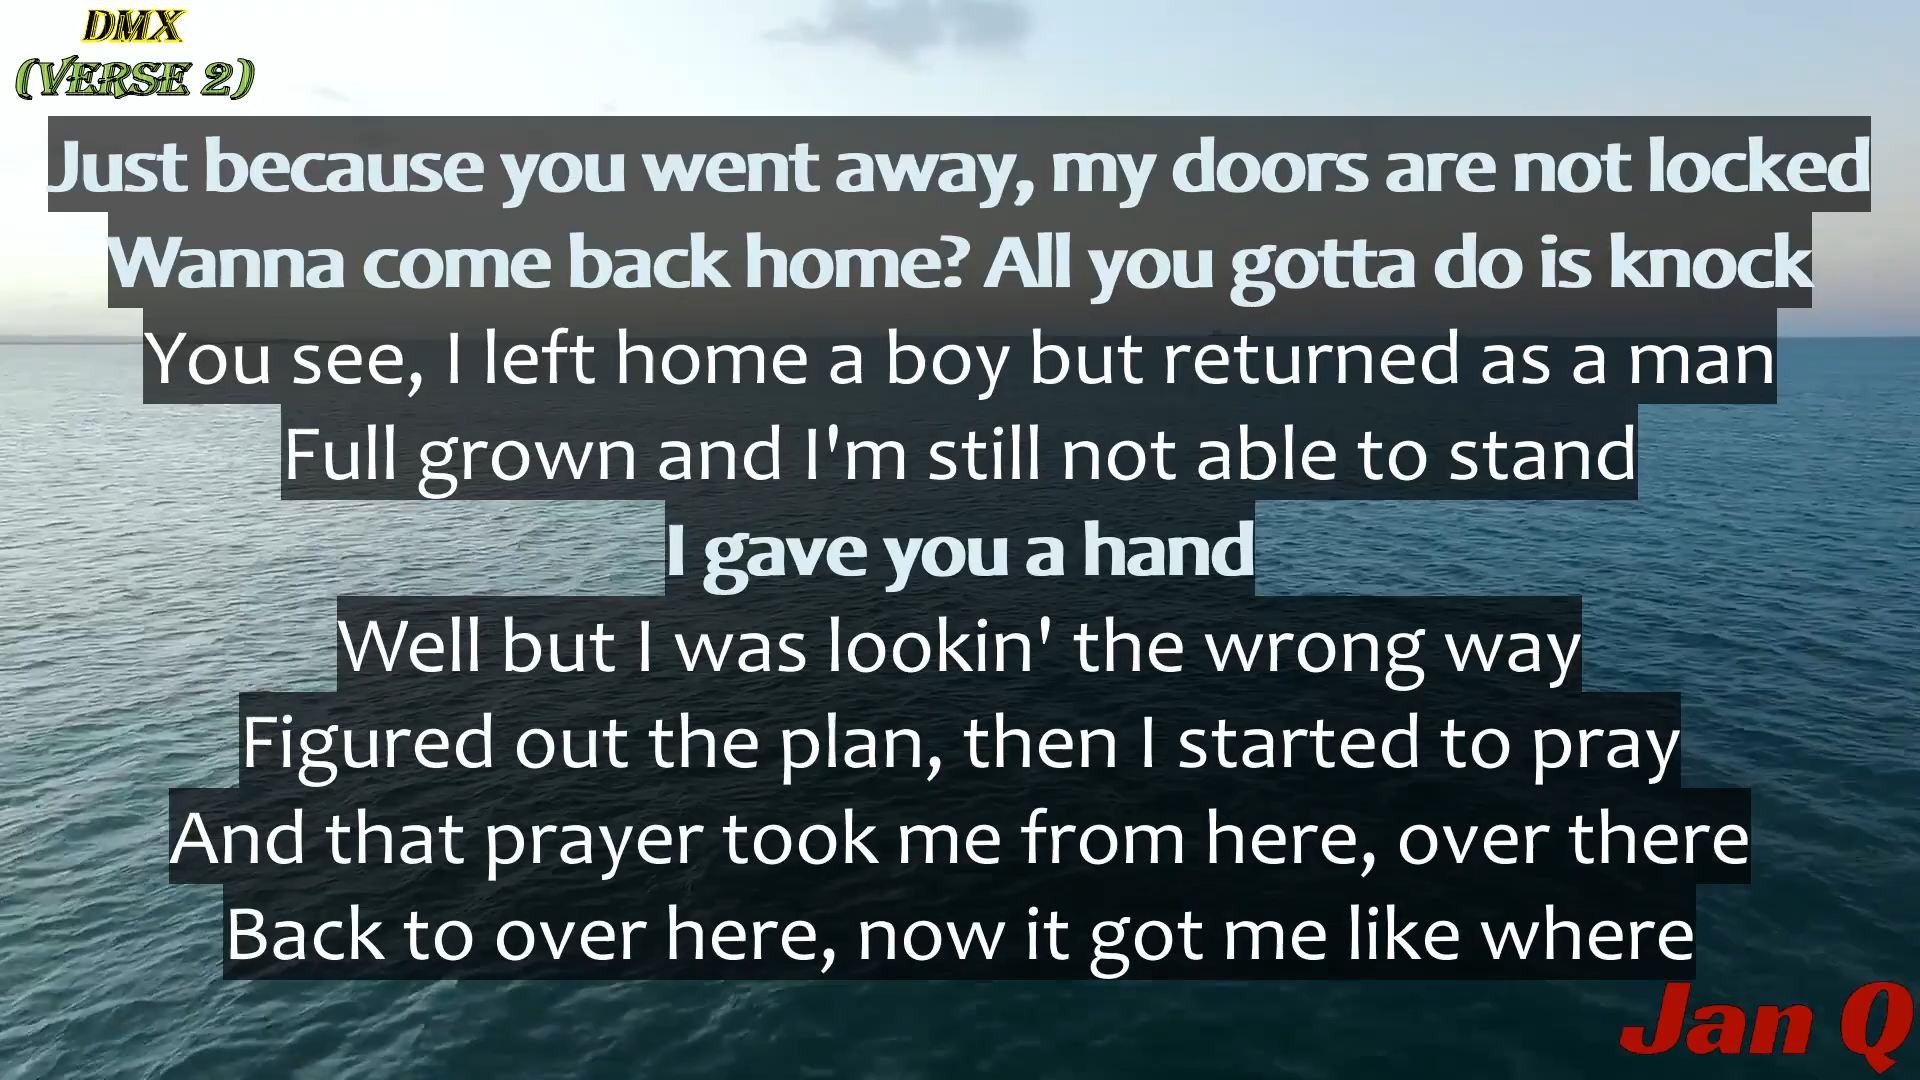 DMX
(VERSE 2)
Just because you went away, my doors are not locked
Wanna come back home? All you gotta do is knock
You see, I left home a boy but returned as a man
Full grown and I'm still not able to stand
I gave you a hand
Well but I was lookin' the wrong way
Figured out the plan, then I started to pray
And that prayer took me from here, over there
Back to over here, now it got me like where
Jan Q